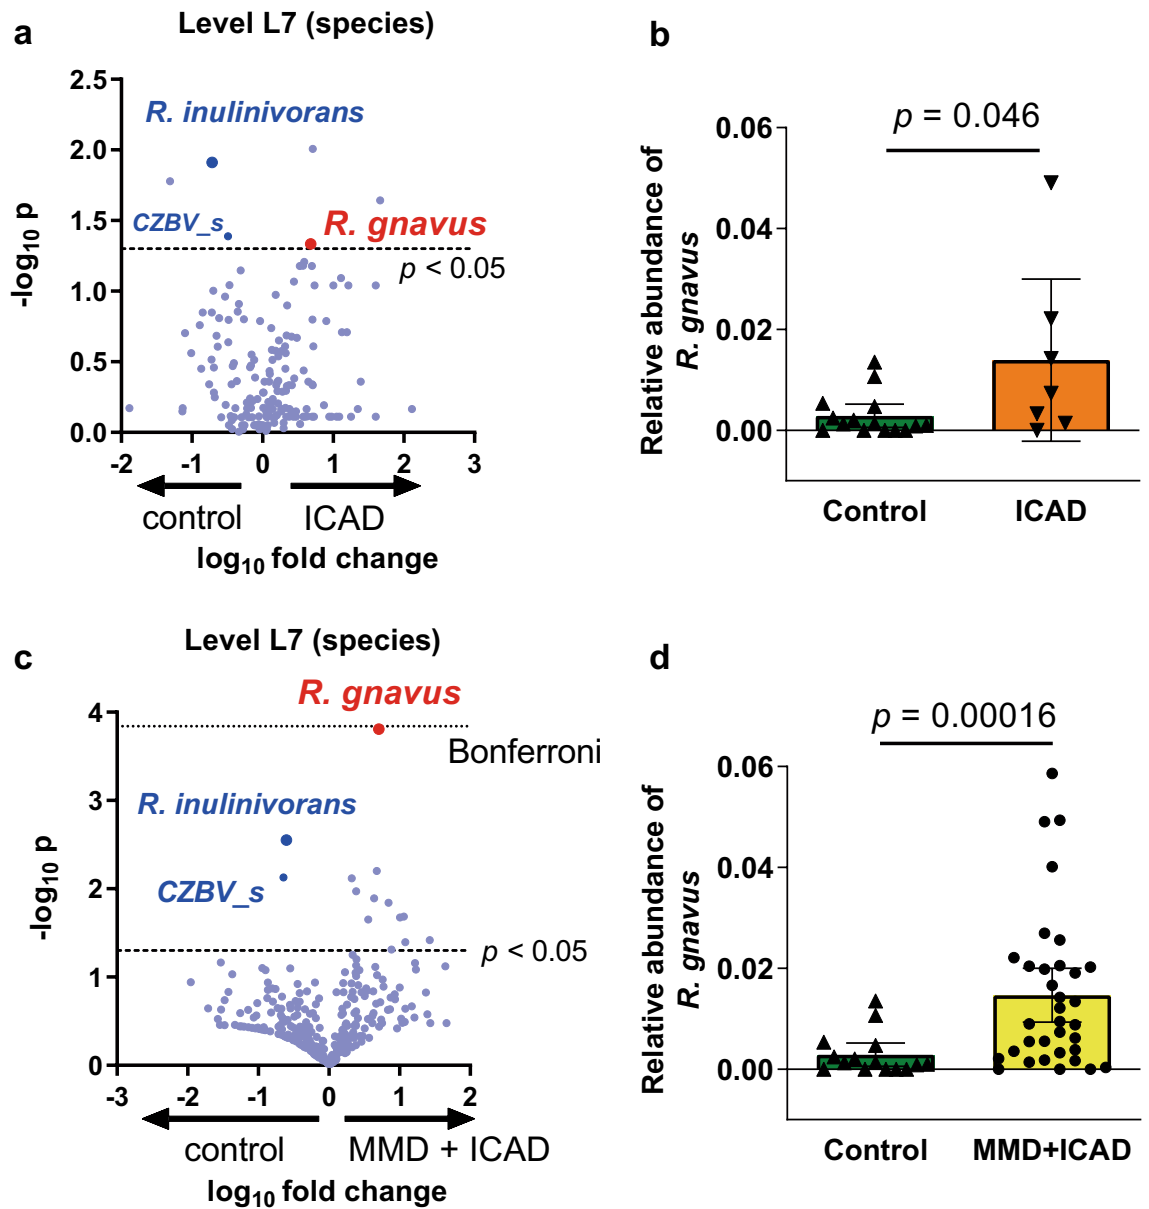 a
Level L7 (species)
2.5
2.0
1.5
1.0
0.5
0.0
-log10 p
R. inulinivorans
CZBV_s
R. gnavus
p < 0.05
-2 -1 0 1 2 3
control ICAD
log10 fold change
b
p = 0.046
0.06
0.04
0.02
0.00
Relative abundance of
R. gnavus
Control ICAD
c
Level L7 (species)
R. gnavus
4
3
2
1
0
-log10 p
Bonferroni
R. inulinivorans
CZBV_s
p < 0.05
-3 -2 -1 0 1 2
control MMD + ICAD
log10 fold change
d
p = 0.00016
0.06
0.04
0.02
0.00
Relative abundance of
R. gnavus
Control MMD+ICAD